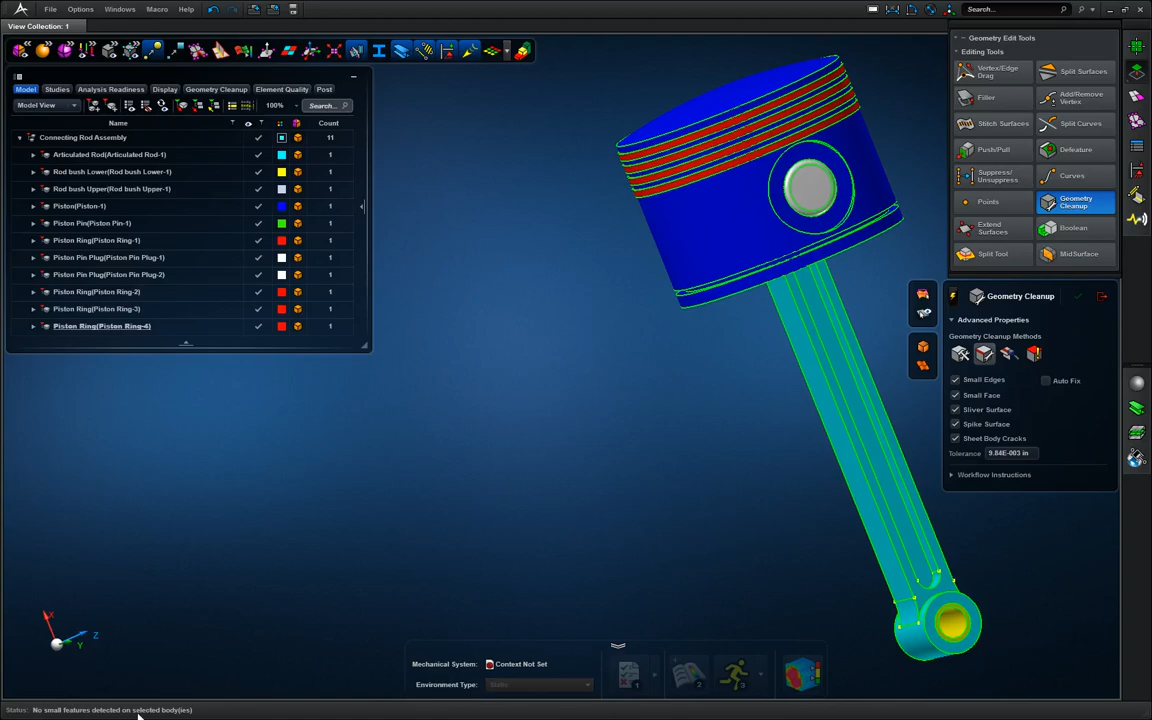 File Options Windows Macro Help
Search...
View Collection: 1
Model Studies Analysis Readiness Display Geometry Cleanup Element Quality Post
Model View
100%
Search...
Name Count
Connecting Rod Assembly 11
Articulated Rod(Articulated Rod-1) 1
Rod bush Lower(Rod bush Lower-1) 1
Rod bush Upper(Rod bush Upper-1) 1
Piston(Piston-1) 1
Piston Pin(Piston Pin-1) 1
Piston Ring(Piston Ring-1) 1
Piston Pin Plug(Piston Pin Plug-1) 1
Piston Pin Plug(Piston Pin Plug-2) 1
Piston Ring(Piston Ring-2) 1
Piston Ring(Piston Ring-3) 1
Piston Ring(Piston Ring-4) 1
Geometry Edit Tools
Editing Tools
Vertex/Edge
Drag
Split Surfaces
Filler
Add/Remove
Vertex
Stitch Surfaces
Split Curves
Push/Pull
Defeature
Suppress/
Unsuppress
Curves
Points
Geometry
Cleanup
Extend
Surfaces
Boolean
Split Tool
MidSurface
Geometry Cleanup
Advanced Properties
Geometry Cleanup Methods
Small Edges Auto Fix
Small Face
Sliver Surface
Spike Surface
Sheet Body Cracks
Tolerance 9.84E-003 in
Workflow Instructions
X
Z
Y
Mechanical System: Context Not Set
Environment Type: Static
1 2 3
Status: No small features detected on selected body(ies)